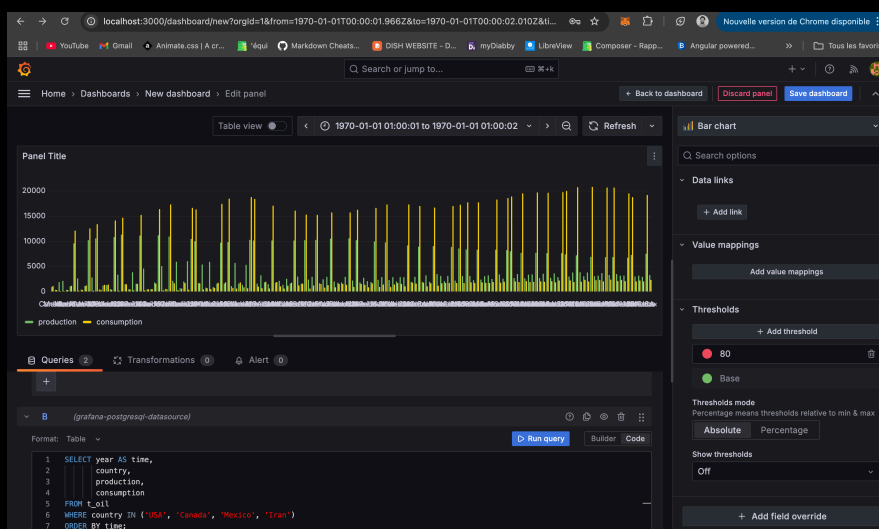 localhost:3000/dashboard/new?orgId=1&from=1970-01-01T00:00:01.966Z&to=1970-01-01T00:00:02.010Z&ti...
Nouvelle version de Chrome disponible
YouTube Gmail Animate.css | A cr... 'équi Markdown Cheats... DISH WEBSITE – D... myDiabby LibreView Composer - Rapp... Angular powered... » Tous les favoris
Search or jump to... ⌘+k
Home › Dashboards › New dashboard › Edit panel
← Back to dashboard Discard panel Save dashboard
Table view 1970-01-01 01:00:01 to 1970-01-01 01:00:02 Refresh
Bar chart
Panel Title
Search options
Data links
+ Add link
Value mappings
Add value mappings
Thresholds
+ Add threshold
80
Base
Thresholds mode
Percentage means thresholds relative to min & max
Absolute Percentage
Show thresholds
Off
+ Add field override
20000
15000
10000
5000
0
production consumption
Queries 2 Transformations 0 Alert 0
+
B (grafana-postgresql-datasource)
Format: Table Run query Builder Code
1 SELECT year AS time,
2 country,
3 production,
4 consumption
5 FROM t_oil
6 WHERE country IN ('USA', 'Canada', 'Mexico', 'Iran')
7 ORDER BY time;